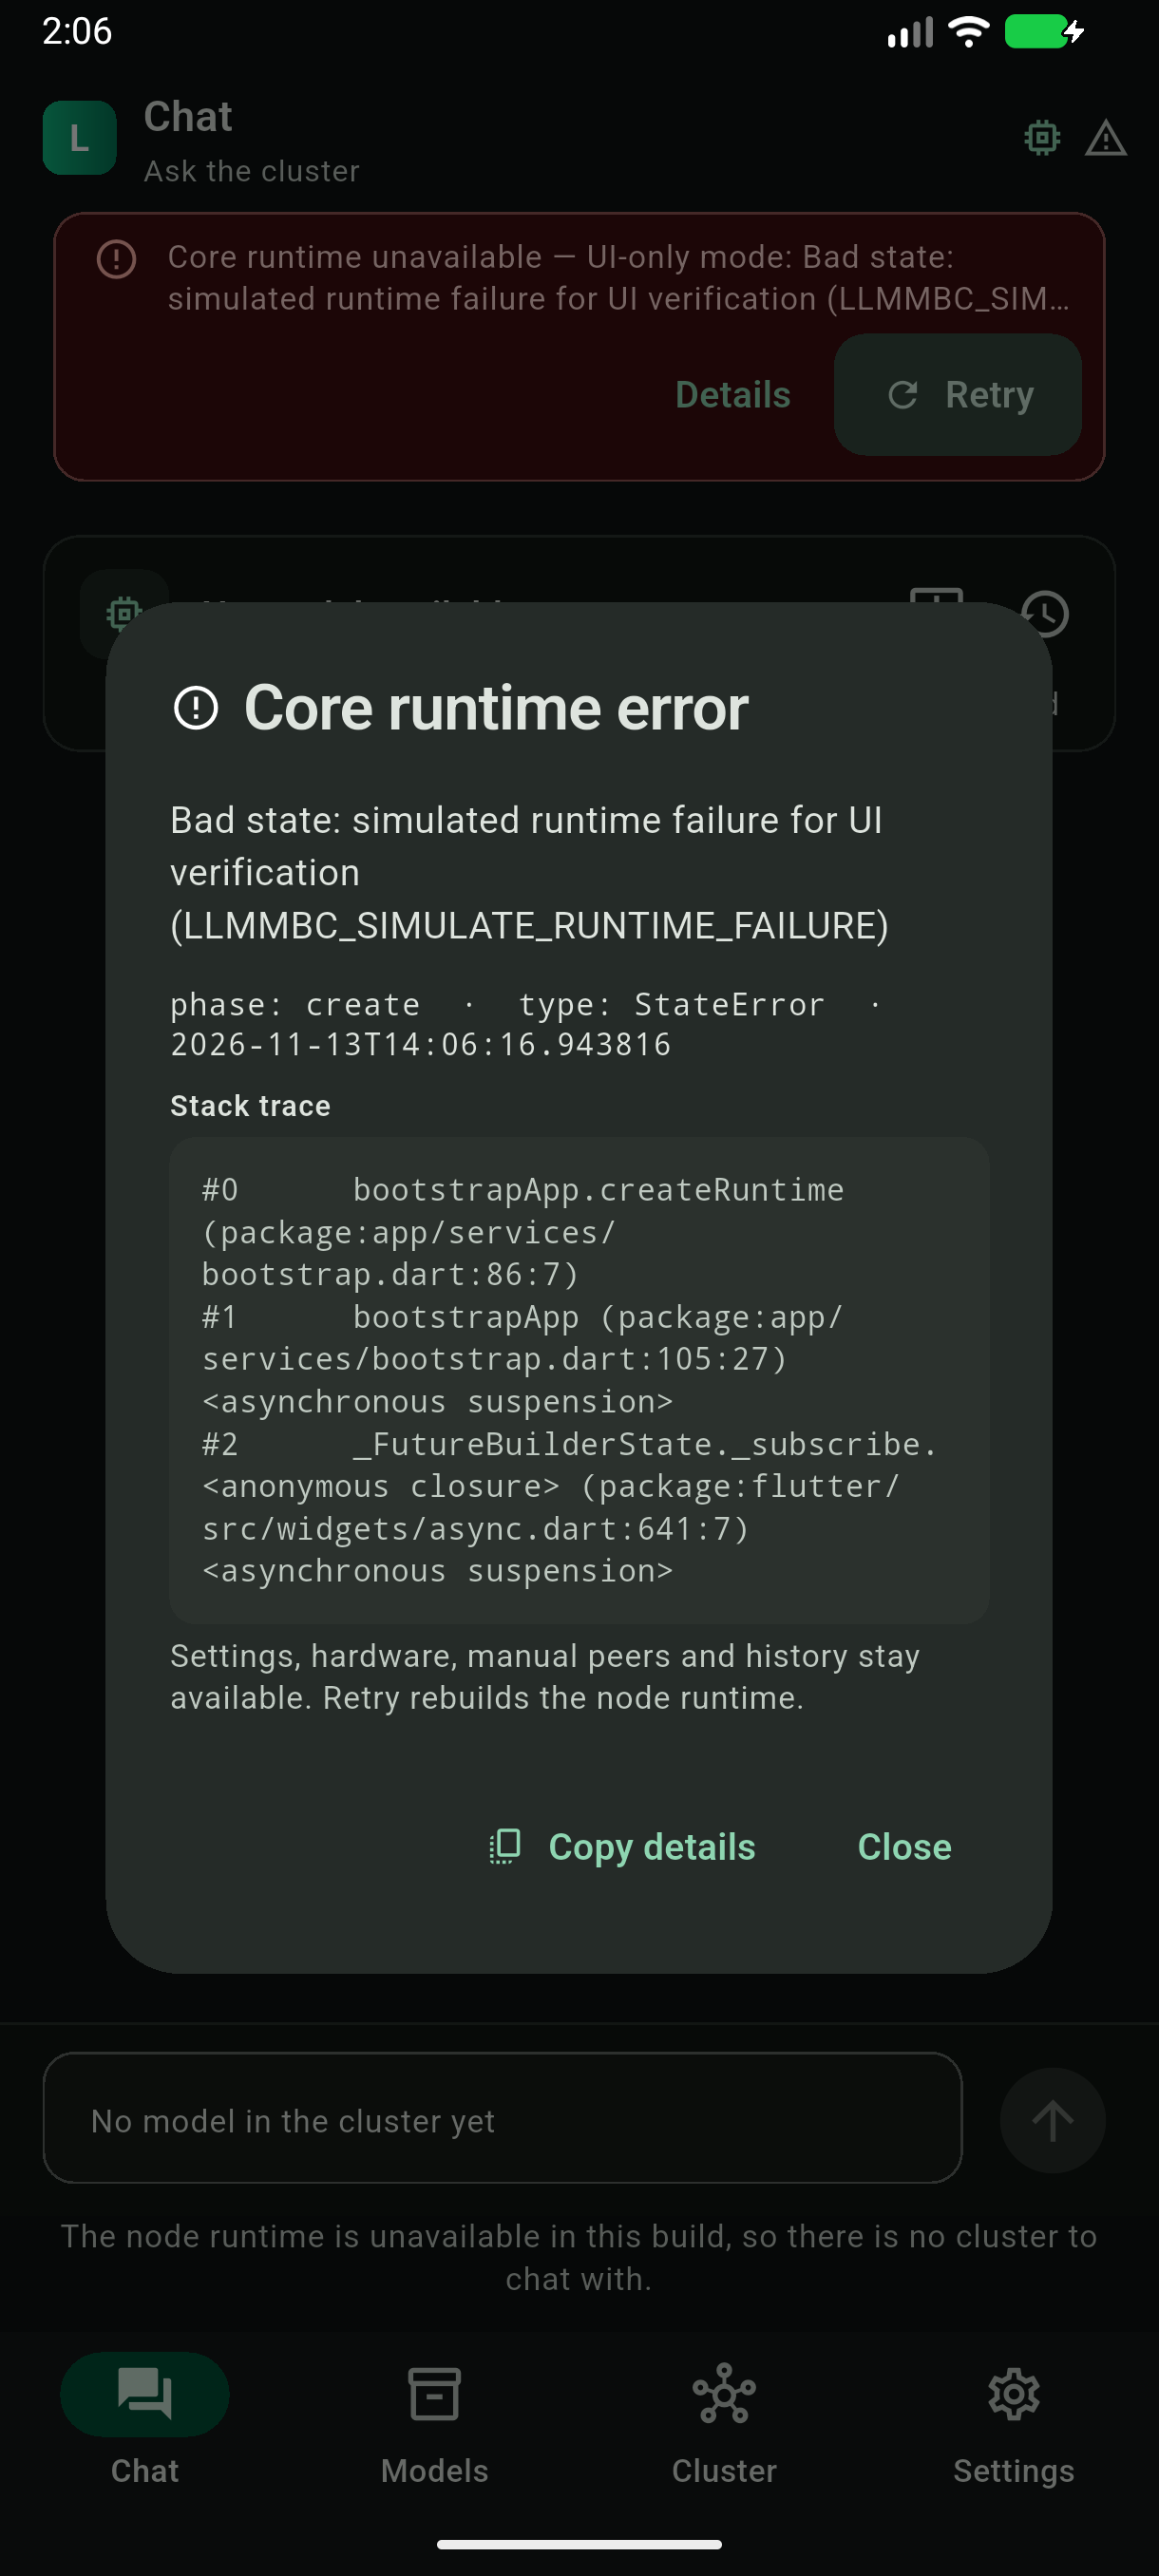 2:06
L
Chat
Ask the cluster
Core runtime unavailable — UI-only mode: Bad state:
simulated runtime failure for UI verification (LLMMBC_SIM…
Details
Retry
Core runtime error
Bad state: simulated runtime failure for UI
verification
(LLMMBC_SIMULATE_RUNTIME_FAILURE)
phase: create · type: StateError ·
2026-11-13T14:06:16.943816
Stack trace
#0 bootstrapApp.createRuntime
(package:app/services/
bootstrap.dart:86:7)
#1 bootstrapApp (package:app/
services/bootstrap.dart:105:27)
<asynchronous suspension>
#2 _FutureBuilderState._subscribe.
<anonymous closure> (package:flutter/
src/widgets/async.dart:641:7)
<asynchronous suspension>
Settings, hardware, manual peers and history stay
available. Retry rebuilds the node runtime.
Copy details
Close
No model in the cluster yet
The node runtime is unavailable in this build, so there is no cluster to
chat with.
Chat
Models
Cluster
Settings